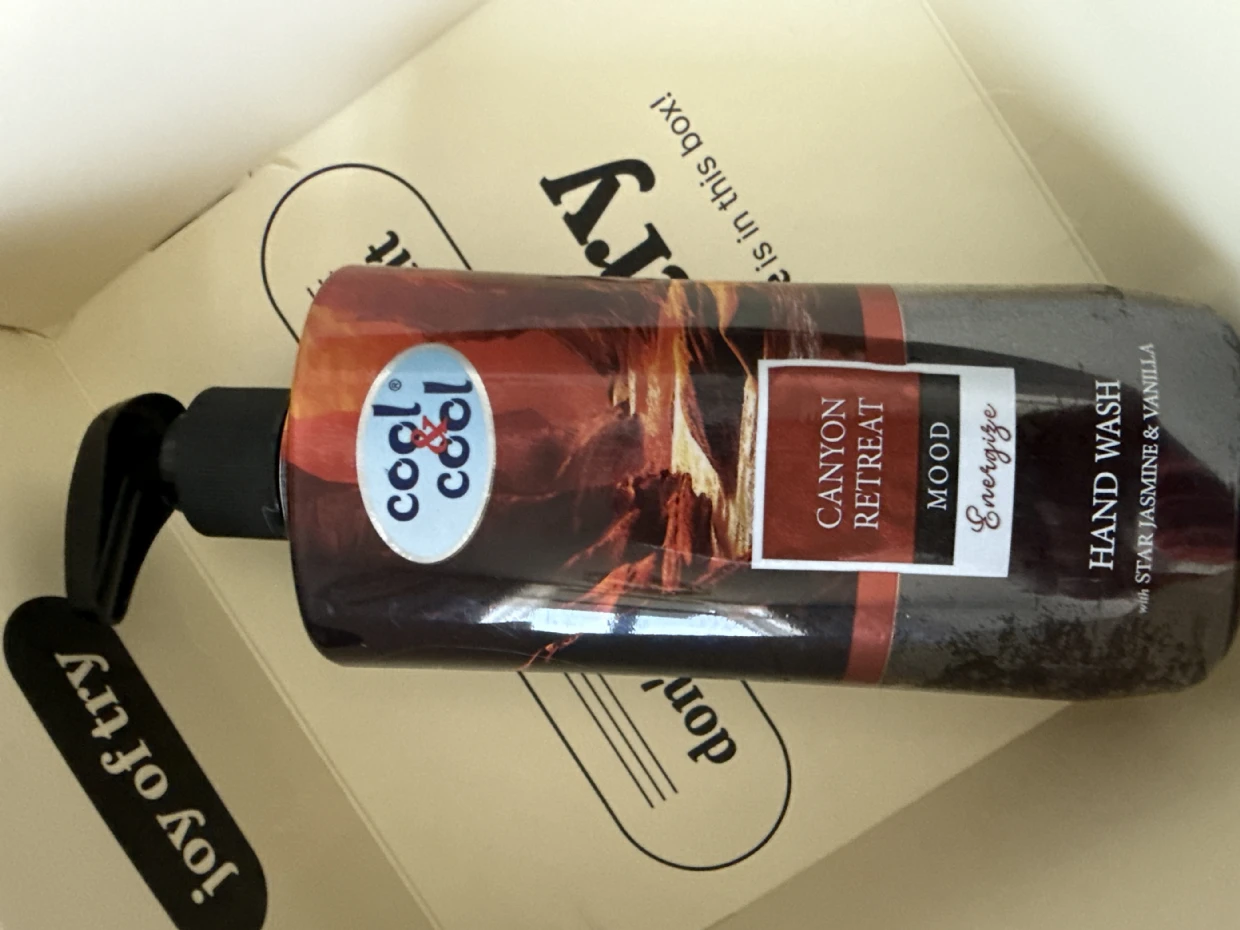 cool®
&
cool
CANYON
RETREAT
MOOD
Energize
HAND WASH
with STAR JASMINE & VANILLA
joy of try
is in this box!